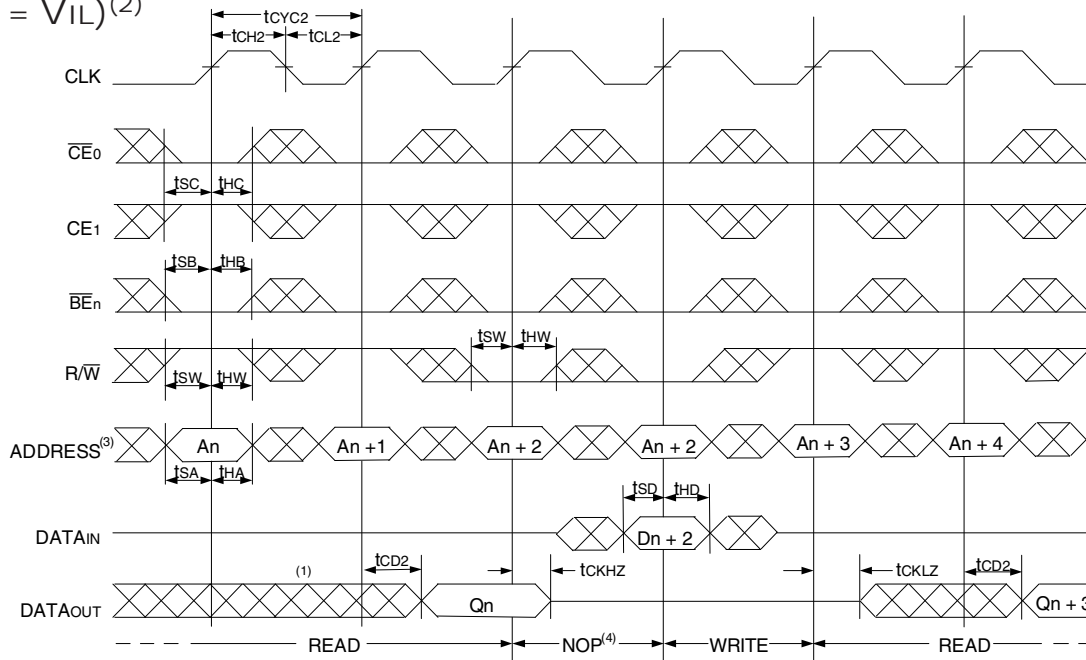 = VIL)(2)
tCYC2
tCH2 tCL2
CLK
CE0
tSC tHC
CE1
tSB tHB
BEn
tSW tHW
R/W
tSW tHW
ADDRESS(3) An An +1 An + 2 An + 2 An + 3 An + 4
tSA tHA
tSD tHD
DATAIN Dn + 2
(1) tCD2 tCKHZ tCKLZ tCD2
DATAOUT Qn Qn + 3
READ NOP(4) WRITE READ